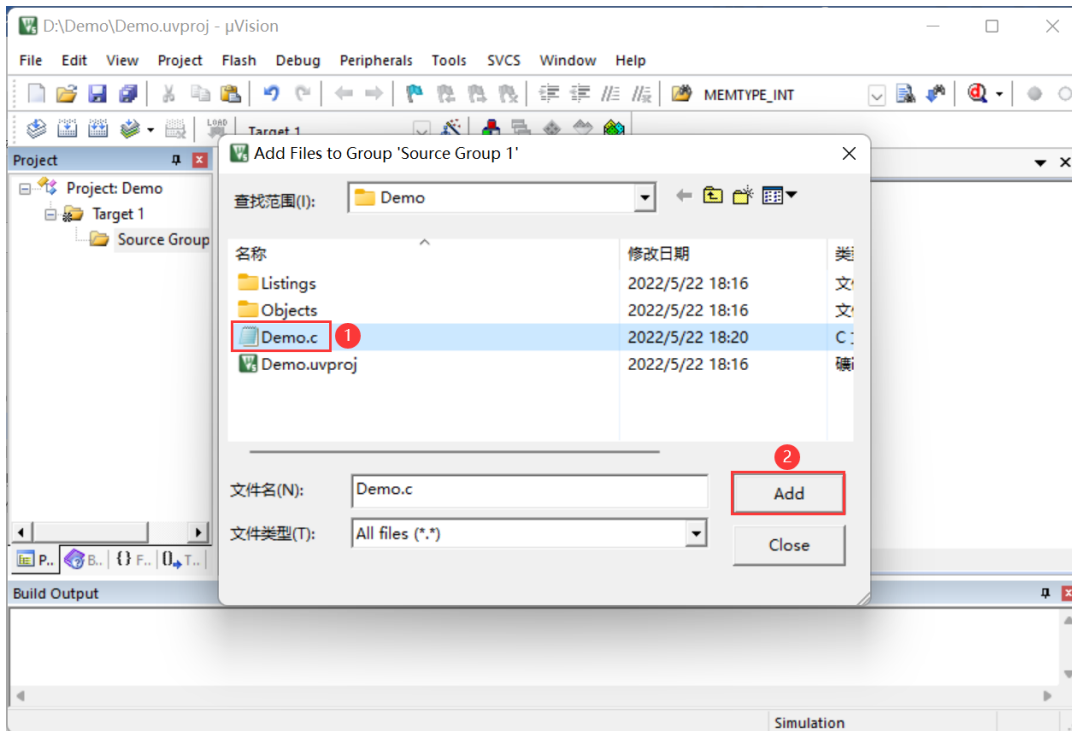 D:\Demo\Demo.uvproj - µVision
File Edit View Project Flash Debug Peripherals Tools SVCS Window Help
MEMTYPE_INT
LOAD Target 1
Project
Project: Demo
Target 1
Source Group
Add Files to Group 'Source Group 1'
查找范围(I): Demo
名称 修改日期
Listings 2022/5/22 18:16
Objects 2022/5/22 18:16
Demo.c 1 2022/5/22 18:20 C
Demo.uvproj 2022/5/22 18:16
2
文件名(N): Demo.c Add
文件类型(T): All files (*.*)
Close
P.. B.. {} F.. 0 T..
Build Output
Simulation